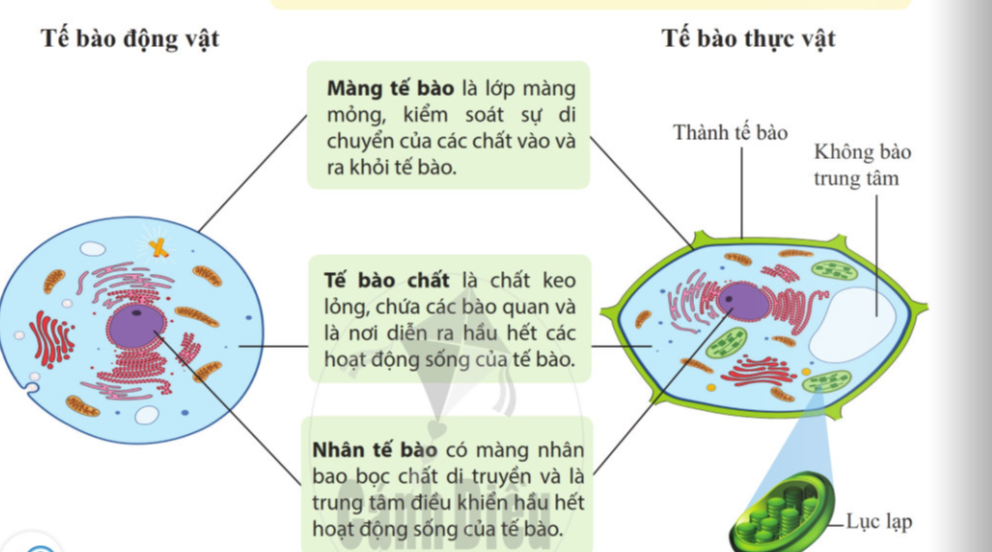 Tế bào động vật
Tế bào thực vật
Màng tế bào là lớp màng
mỏng, kiểm soát sự di
chuyển của các chất vào và
ra khỏi tế bào.
Thành tế bào
Không bào
trung tâm
Tế bào chất là chất keo
lỏng, chứa các bào quan và
là nơi diễn ra hầu hết các
hoạt động sống của tế bào.
Nhân tế bào có màng nhân
bao bọc chất di truyền và là
trung tâm điều khiển hầu hết
hoạt động sống của tế bào.
Cánh Diều
Lục lạp